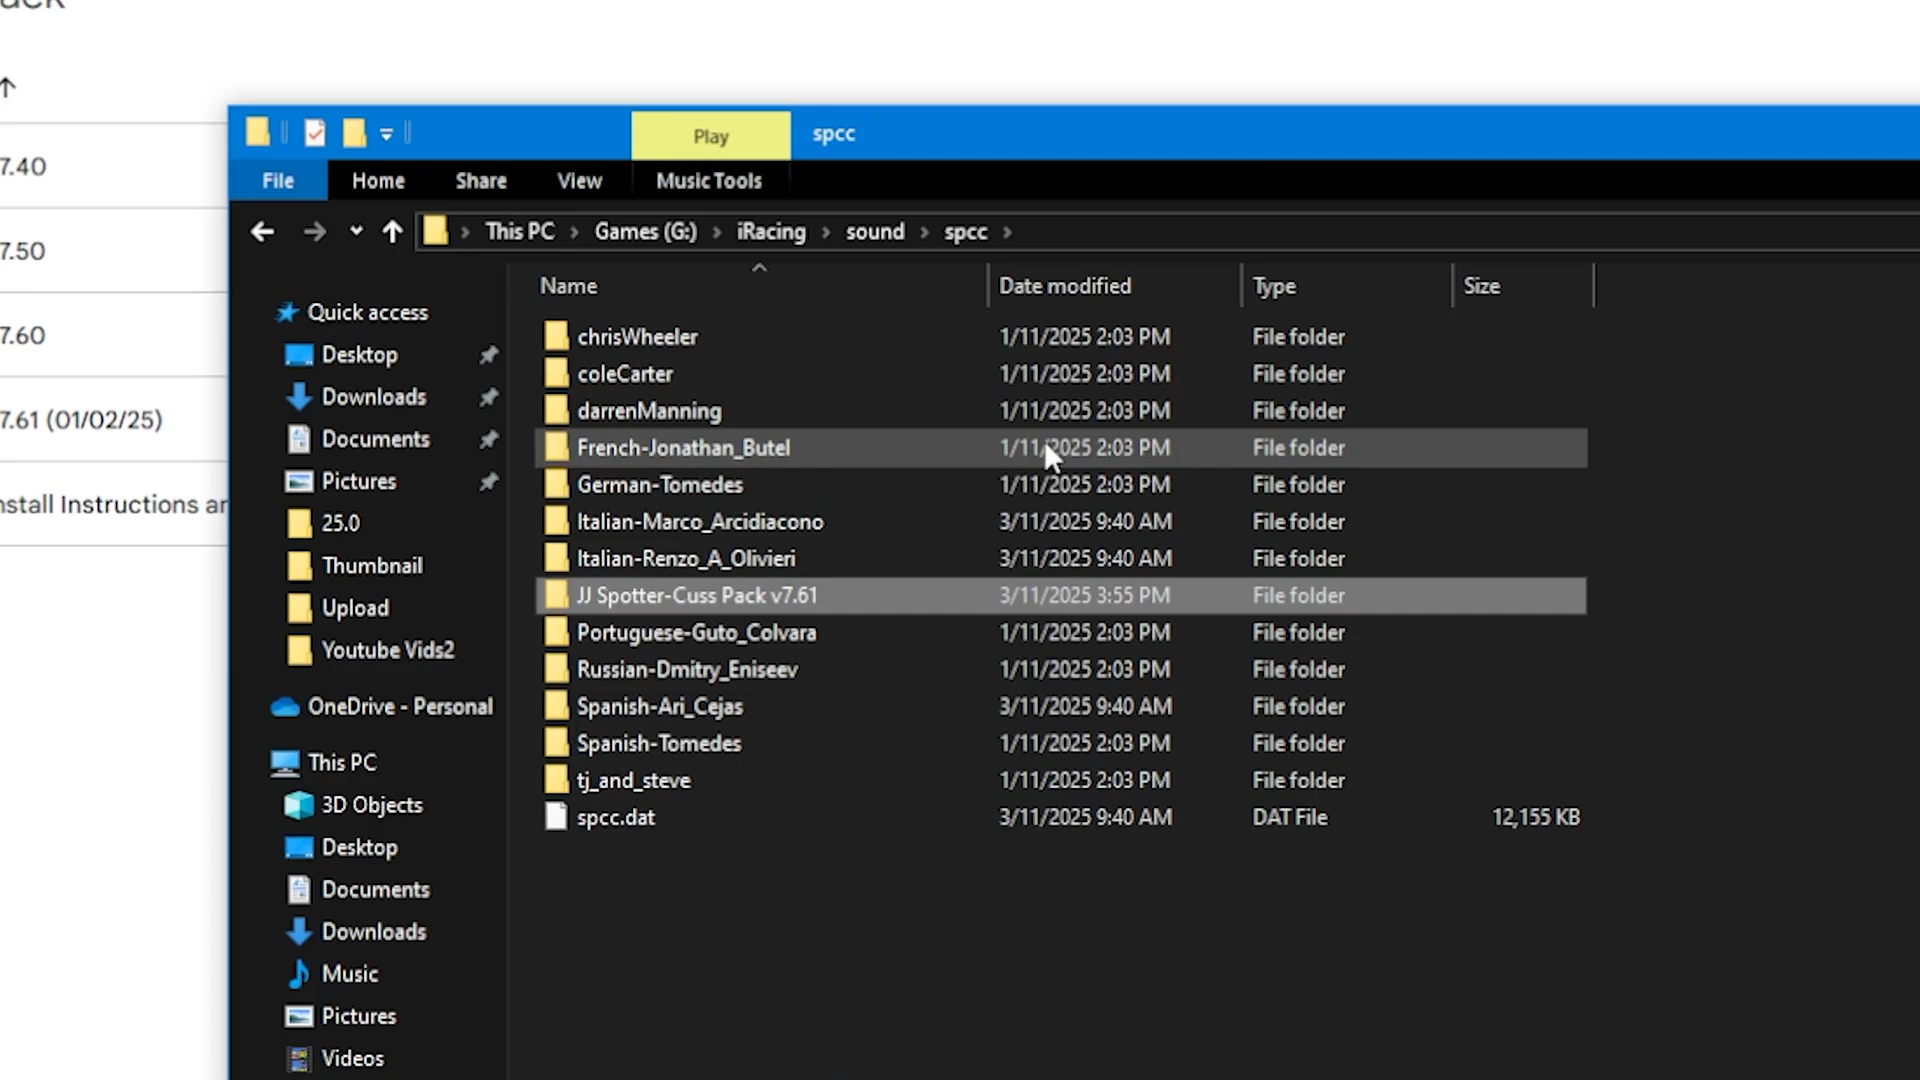 7.40
7.50
7.60
7.61 (01/02/25)
nstall Instructions ar
Play
spcc
File
Home
Share
View
Music Tools
This PC
Games (G:)
iRacing
sound
spcc
Name
Date modified
Type
Size
Quick access
Desktop
Downloads
Documents
Pictures
25.0
Thumbnail
Upload
Youtube Vids2
OneDrive - Personal
This PC
3D Objects
Desktop
Documents
Downloads
Music
Pictures
Videos
chrisWheeler 1/11/2025 2:03 PM File folder
coleCarter 1/11/2025 2:03 PM File folder
darrenManning 1/11/2025 2:03 PM File folder
French-Jonathan_Butel 1/11/2025 2:03 PM File folder
German-Tomedes 1/11/2025 2:03 PM File folder
Italian-Marco_Arcidiacono 3/11/2025 9:40 AM File folder
Italian-Renzo_A_Olivieri 3/11/2025 9:40 AM File folder
JJ Spotter-Cuss Pack v7.61 3/11/2025 3:55 PM File folder
Portuguese-Guto_Colvara 1/11/2025 2:03 PM File folder
Russian-Dmitry_Eniseev 1/11/2025 2:03 PM File folder
Spanish-Ari_Cejas 3/11/2025 9:40 AM File folder
Spanish-Tomedes 1/11/2025 2:03 PM File folder
tj_and_steve 1/11/2025 2:03 PM File folder
spcc.dat 3/11/2025 9:40 AM DAT File 12,155 KB